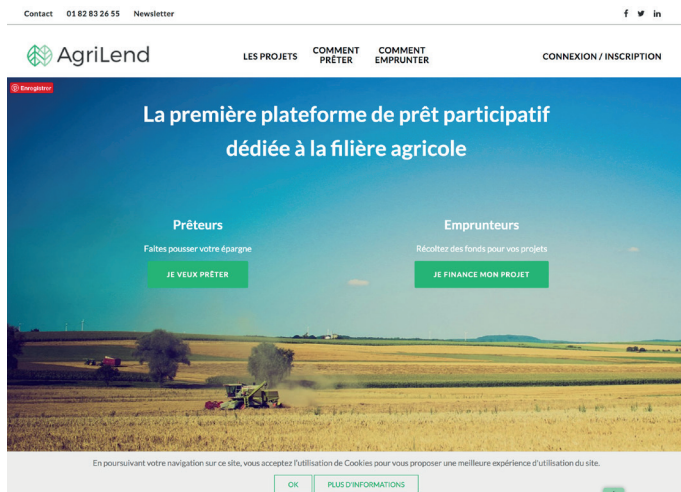 Contact 01 82 83 26 55 Newsletter
AgriLend
LES PROJETS
COMMENT
PRÊTER
COMMENT
EMPRUNTER
CONNEXION / INSCRIPTION
Enregistrer
La première plateforme de prêt participatif
dédiée à la filière agricole
Prêteurs
Faites pousser votre épargne
JE VEUX PRÊTER
Emprunteurs
Récoltez des fonds pour vos projets
JE FINANCE MON PROJET
En poursuivant votre navigation sur ce site, vous acceptez l'utilisation de Cookies pour vous proposer une meilleure expérience d'utilisation du site.
OK
PLUS D'INFORMATIONS